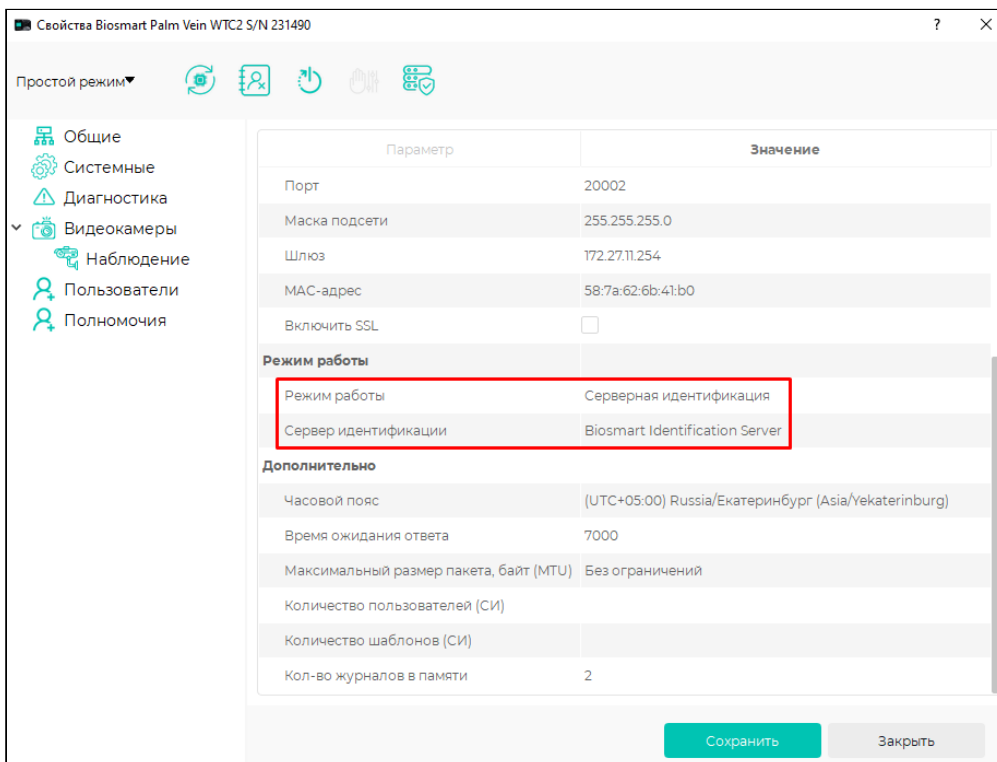 Свойства Biosmart Palm Vein WTC2 S/N 231490
?
Простой режим
Общие
Системные
Диагностика
Видеокамеры
Наблюдение
Пользователи
Полномочия
Параметр Значение
Порт 20002
Маска подсети 255.255.255.0
Шлюз 172.27.11.254
MAC-адрес 58:7a:62:6b:41:b0
Включить SSL
Режим работы
Режим работы Серверная идентификация
Сервер идентификации Biosmart Identification Server
Дополнительно
Часовой пояс (UTC+05:00) Russia/Екатеринбург (Asia/Yekaterinburg)
Время ожидания ответа 7000
Максимальный размер пакета, байт (MTU) Без ограничений
Количество пользователей (СИ)
Количество шаблонов (СИ)
Кол-во журналов в памяти 2
Сохранить Закрыть